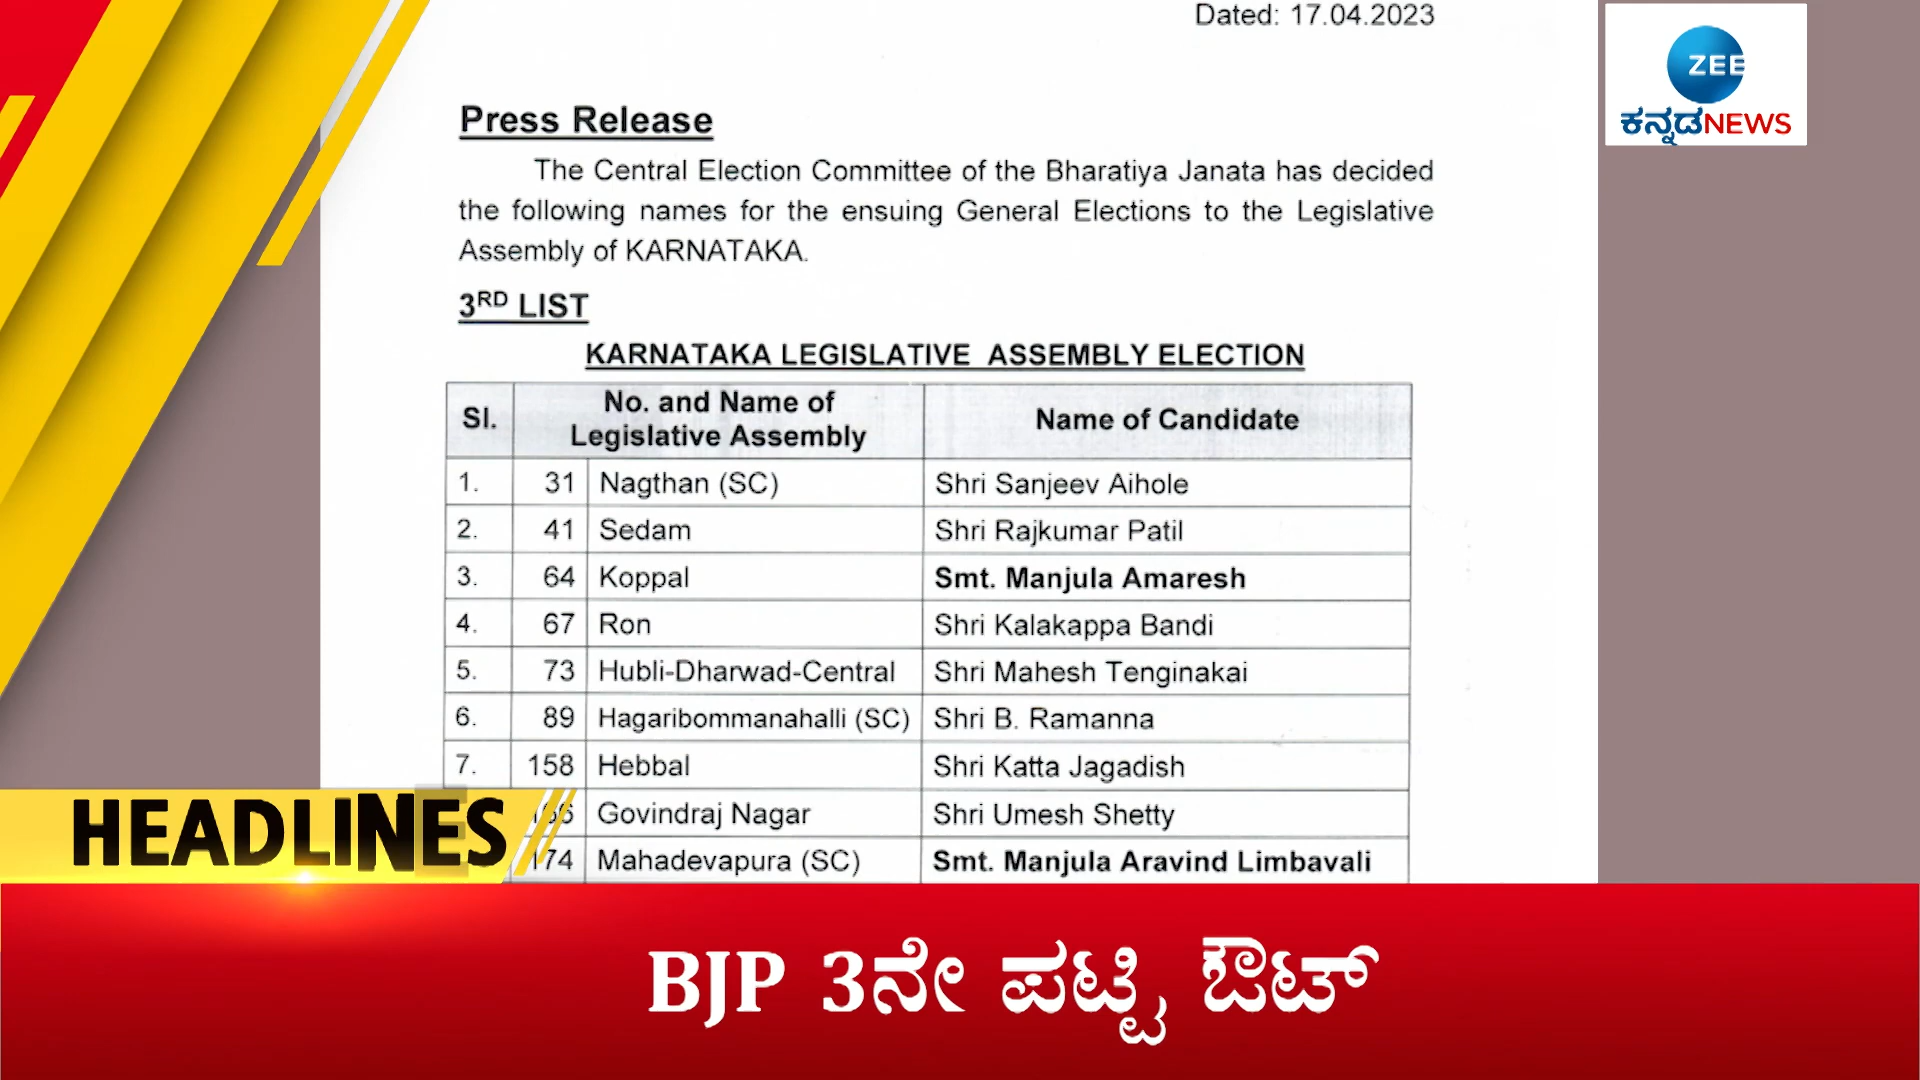 Dated: 17.04.2023
ZEE
ಕನ್ನಡNEWS
Press Release
The Central Election Committee of the Bharatiya Janata has decided
the following names for the ensuing General Elections to the Legislative
Assembly of KARNATAKA.
3RD LIST
KARNATAKA LEGISLATIVE ASSEMBLY ELECTION
Sl. No. and Name of Legislative Assembly Name of Candidate
1. 31 Nagthan (SC) Shri Sanjeev Aihole
2. 41 Sedam Shri Rajkumar Patil
3. 64 Koppal Smt. Manjula Amaresh
4. 67 Ron Shri Kalakappa Bandi
5. 73 Hubli-Dharwad-Central Shri Mahesh Tenginakai
6. 89 Hagaribommanahalli (SC) Shri B. Ramanna
7. 158 Hebbal Shri Katta Jagadish
Govindraj Nagar Shri Umesh Shetty
174 Mahadevapura (SC) Smt. Manjula Aravind Limbavali
HEADLINES
BJP 3ನೇ ಪಟ್ಟಿ ಔಟ್